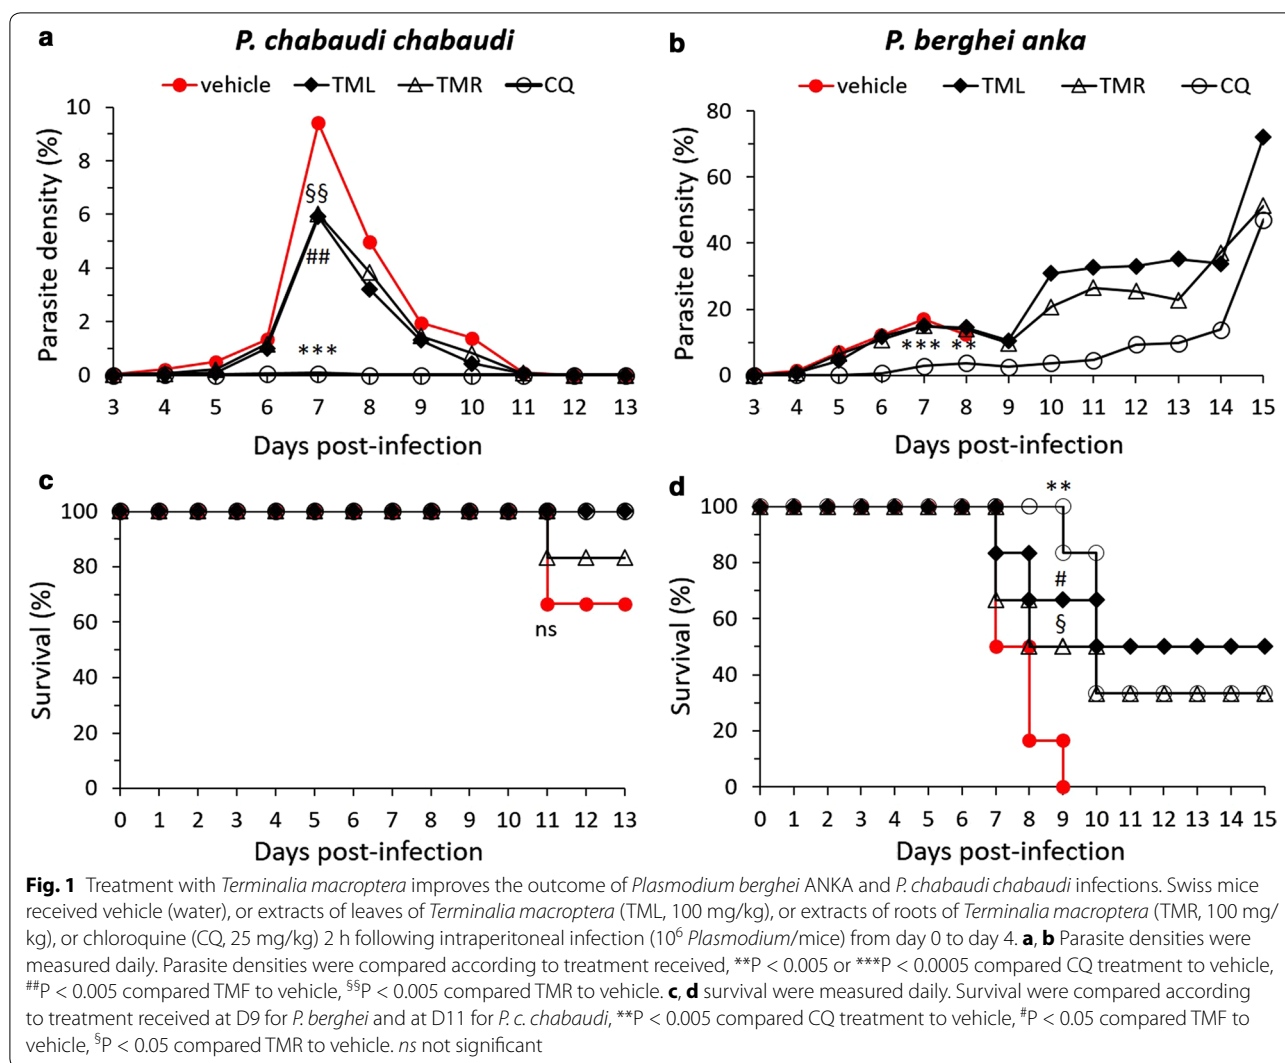 a
P. chabaudi chabaudi
vehicle TML TMR CQ
Parasite density (%)
10
8
6
4
2
0
§§
##
***
3 4 5 6 7 8 9 10 11 12 13
Days post-infection
b
P. berghei anka
vehicle TML TMR CQ
Parasite density (%)
80
60
40
20
0
*** **
3 4 5 6 7 8 9 10 11 12 13 14 15
Days post-infection
c
Survival (%)
100
80
60
40
20
0
ns
0 1 2 3 4 5 6 7 8 9 10 11 12 13
Days post-infection
d
Survival (%)
100
80
60
40
20
0
**
#
§
0 1 2 3 4 5 6 7 8 9 10 11 12 13 14 15
Days post-infection
Fig. 1 Treatment with Terminalia macroptera improves the outcome of Plasmodium berghei ANKA and P. chabaudi chabaudi infections. Swiss mice
received vehicle (water), or extracts of leaves of Terminalia macroptera (TML, 100 mg/kg), or extracts of roots of Terminalia macroptera (TMR, 100 mg/
kg), or chloroquine (CQ, 25 mg/kg) 2 h following intraperitoneal infection (10⁶ Plasmodium/mice) from day 0 to day 4. a, b Parasite densities were
measured daily. Parasite densities were compared according to treatment received, **P < 0.005 or ***P < 0.0005 compared CQ treatment to vehicle,
##P < 0.005 compared TMF to vehicle, §§P < 0.005 compared TMR to vehicle. c, d survival were measured daily. Survival were compared according
to treatment received at D9 for P. berghei and at D11 for P. c. chabaudi, **P < 0.005 compared CQ treatment to vehicle, #P < 0.05 compared TMF to
vehicle, §P < 0.05 compared TMR to vehicle. ns not significant